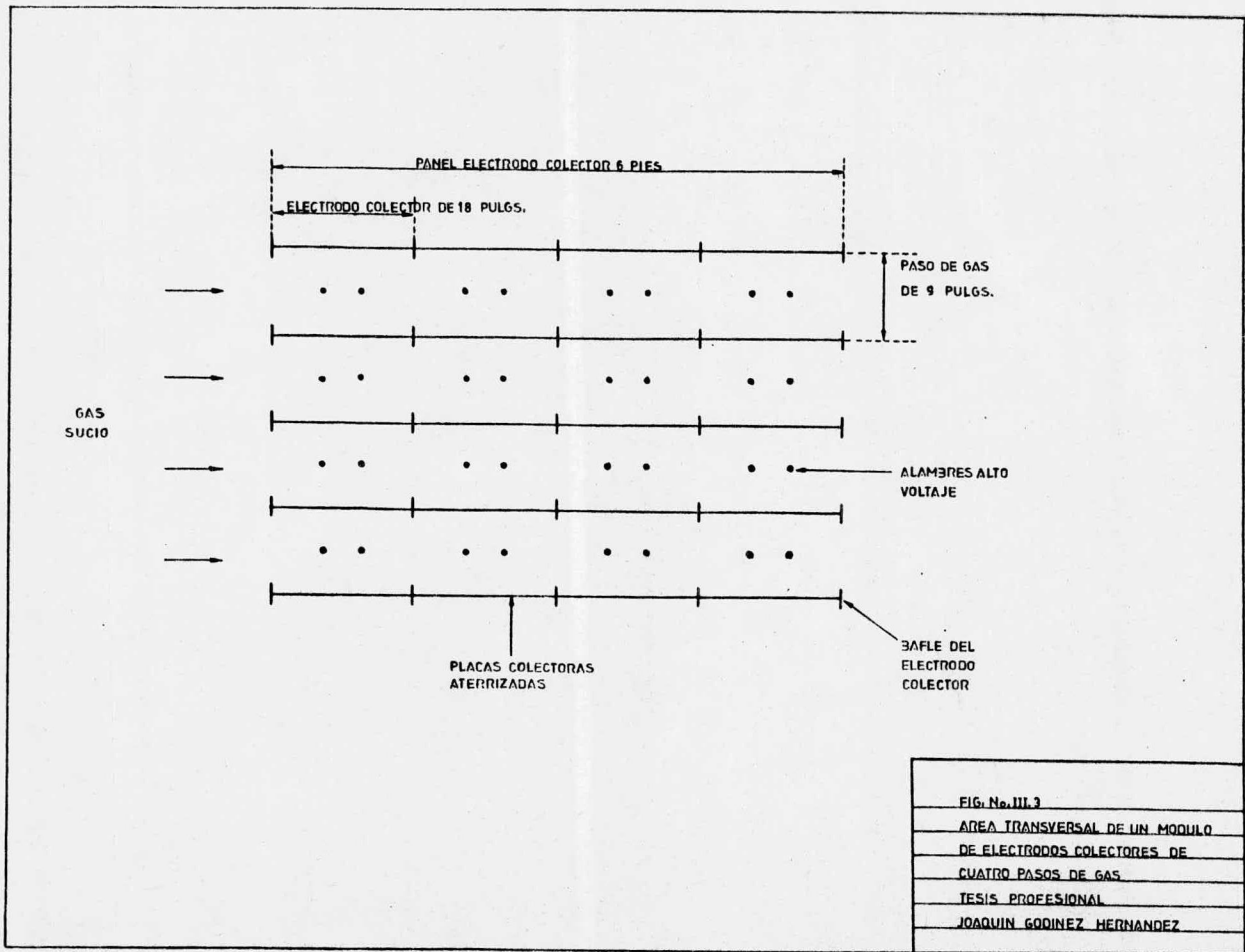 PANEL ELECTRODO COLECTOR 6 PIES
ELECTRODO COLECTOR DE 18 PULGS.
PASO DE GAS
DE 9 PULGS.
GAS
SUCIO
ALAMBRES ALTO
VOLTAJE
PLACAS COLECTORAS
ATERRIZADAS
BAFLE DEL
ELECTRODO
COLECTOR
FIG. No. III.3
AREA TRANSVERSAL DE UN MODULO
DE ELECTRODOS COLECTORES DE
CUATRO PASOS DE GAS
TESIS PROFESIONAL
JOAQUIN GODINEZ HERNANDEZ